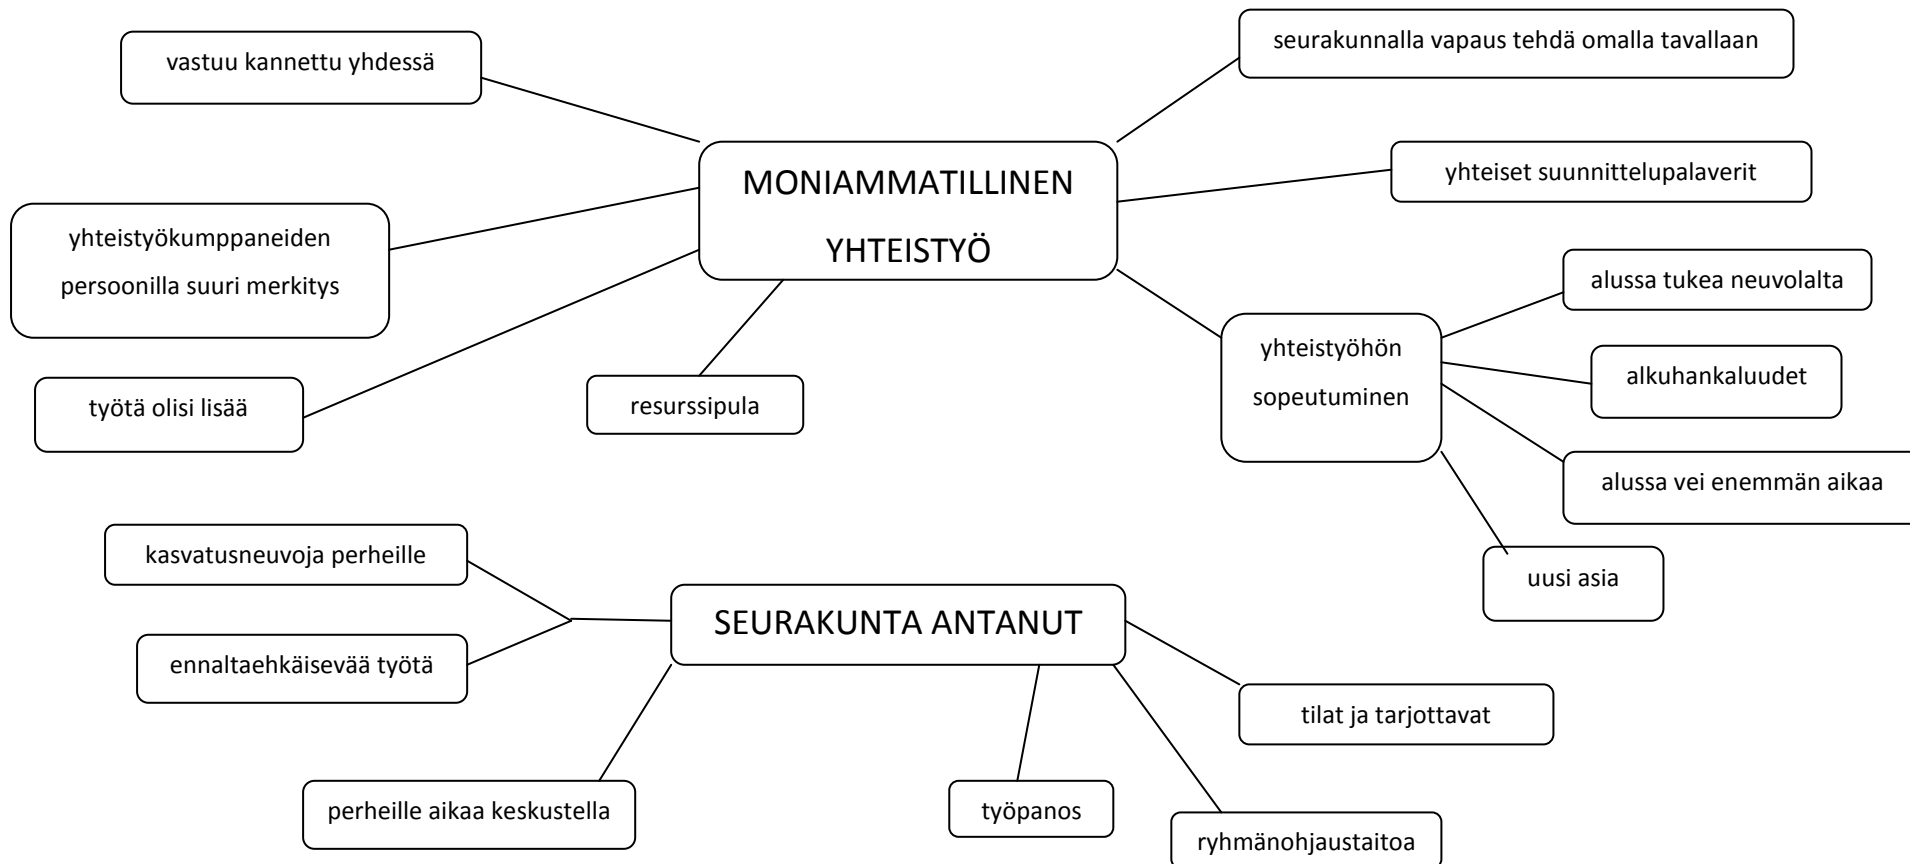 vastuu kannettu yhdessä
seurakunnalla vapaus tehdä omalla tavallaan
MONIAMMATILLINEN
YHTEISTYÖ
yhteiset suunnittelupalaverit
yhteistyökumppaneiden
persoonilla suuri merkitys
alussa tukea neuvolalta
yhteistyöhön
sopeutuminen
alkuhankaluudet
työtä olisi lisää
resurssipula
alussa vei enemmän aikaa
uusi asia
kasvatusneuvoja perheille
SEURAKUNTA ANTANUT
ennaltaehkäisevää työtä
tilat ja tarjottavat
perheille aikaa keskustella
työpanos
ryhmänohjaustaitoa